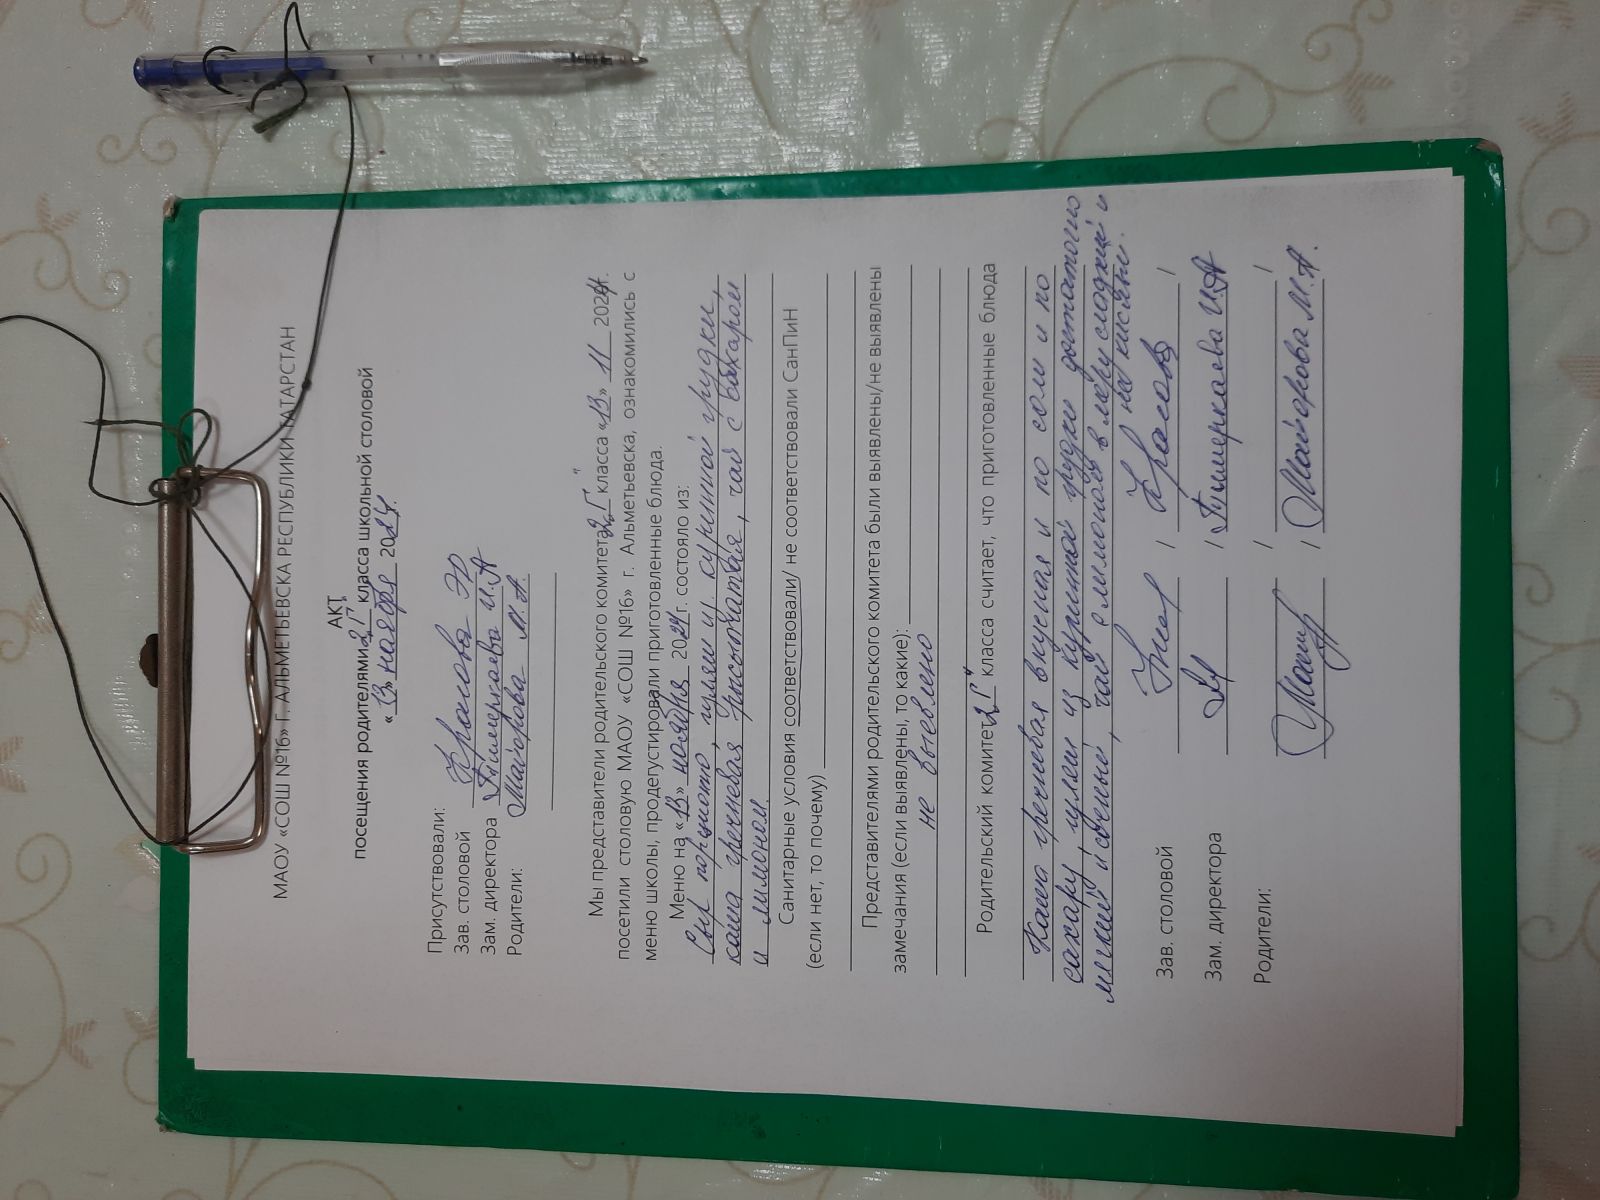 МАОУ «СОШ №16» Г. АЛЬМЕТЬЕВСКА РЕСПУБЛИКИ ТАТАРСТАН
АКТ
посещения родителями 2 "Г" класса школьной столовой
« 13 » ноября 2024.
Присутствовали:
Зав. столовой Краснова Э
Зам. директора Тимеркаева И.А
Родители: Майорова М.А.
Мы представители родительского комитета 2 "Г" класса «13» 11 2024.
посетили столовую МАОУ «СОШ №16» г. Альметьевска, ознакомились с
меню школы, продегустировали приготовленные блюда.
Меню на «13» ноября 2024 г. состояло из:
Сыр порционно, гуляш из куриной грудки,
каша гречневая рассыпчатая, чай с сахаром
и лимоном.
Санитарные условия соответствовали/ не соответствовали СанПиН
(если нет, то почему)
Представителями родительского комитета были выявлены/не выявлены
замечания (если выявлены, то какие):
не выевлено
Родительский комитет 2 "Г" класса считает, что приготовленные блюда
Каша гречневая вкусная и по соли и по
сахару, гуляш из куриной грудки достаточно
мягкий и сочный, чай с лимоном в меру сладкий и
не кислый.
Зав. столовой / /
Зам. директора / Тимеркаева И.А
Родители: / /
/ Майорова М.А.